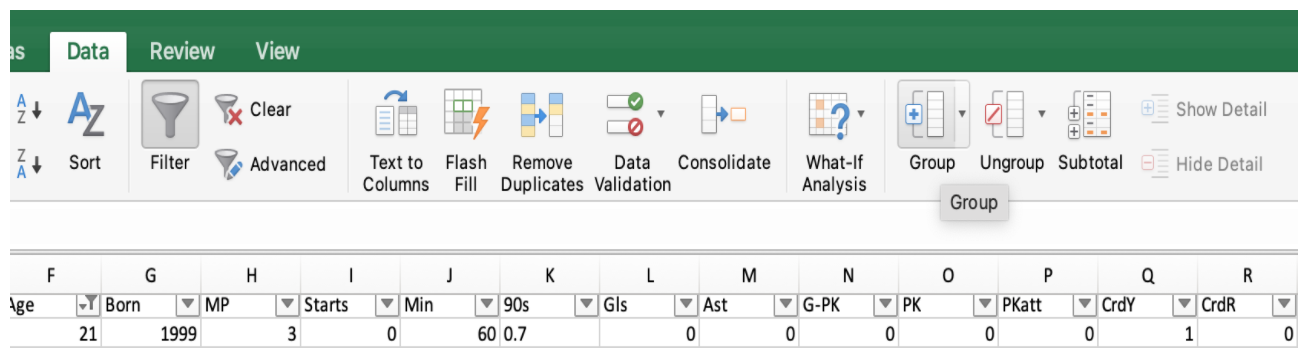 as Data Review View
A Z Clear
AZ
Z A Advanced
Sort Filter Text to Columns Flash Fill Remove Duplicates Data Validation Consolidate What-If Analysis Group Ungroup Subtotal Show Detail
Hide Detail
Group
F G H I J K L M N O P Q R
Age Born MP Starts Min 90s Gls Ast G-PK PK PKatt CrdY CrdR
21 1999 3 0 60 0.7 0 0 0 0 0 1 0